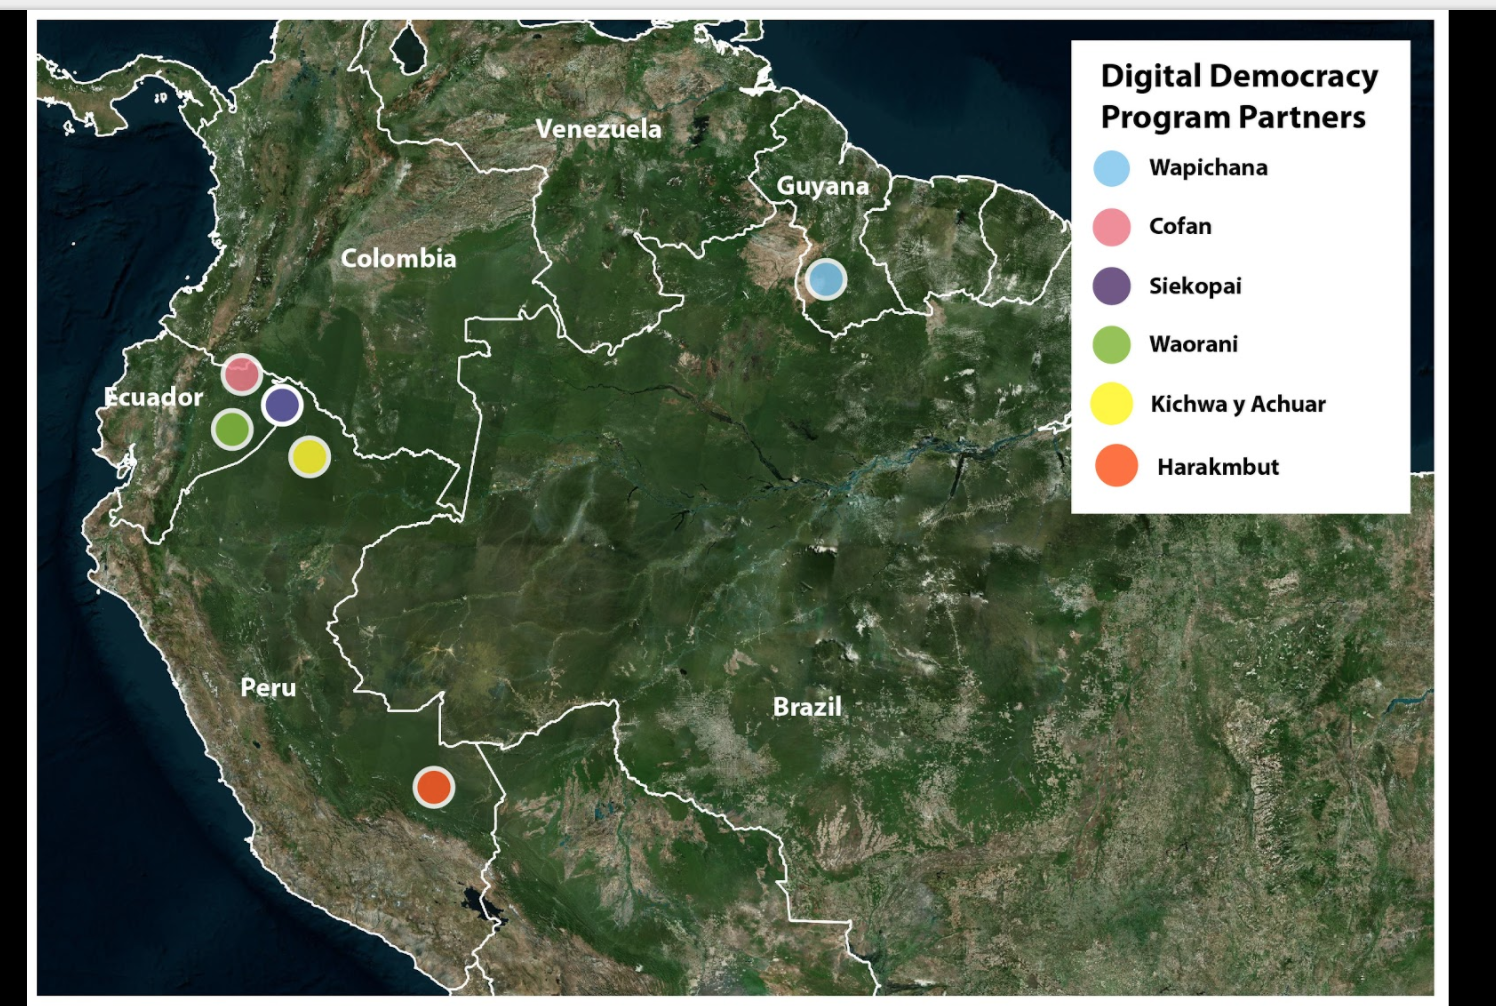 Digital Democracy
Program Partners
Wapichana
Cofan
Siekopai
Waorani
Kichwa y Achuar
Harakmbut
Venezuela
Guyana
Colombia
Ecuador
Peru
Brazil